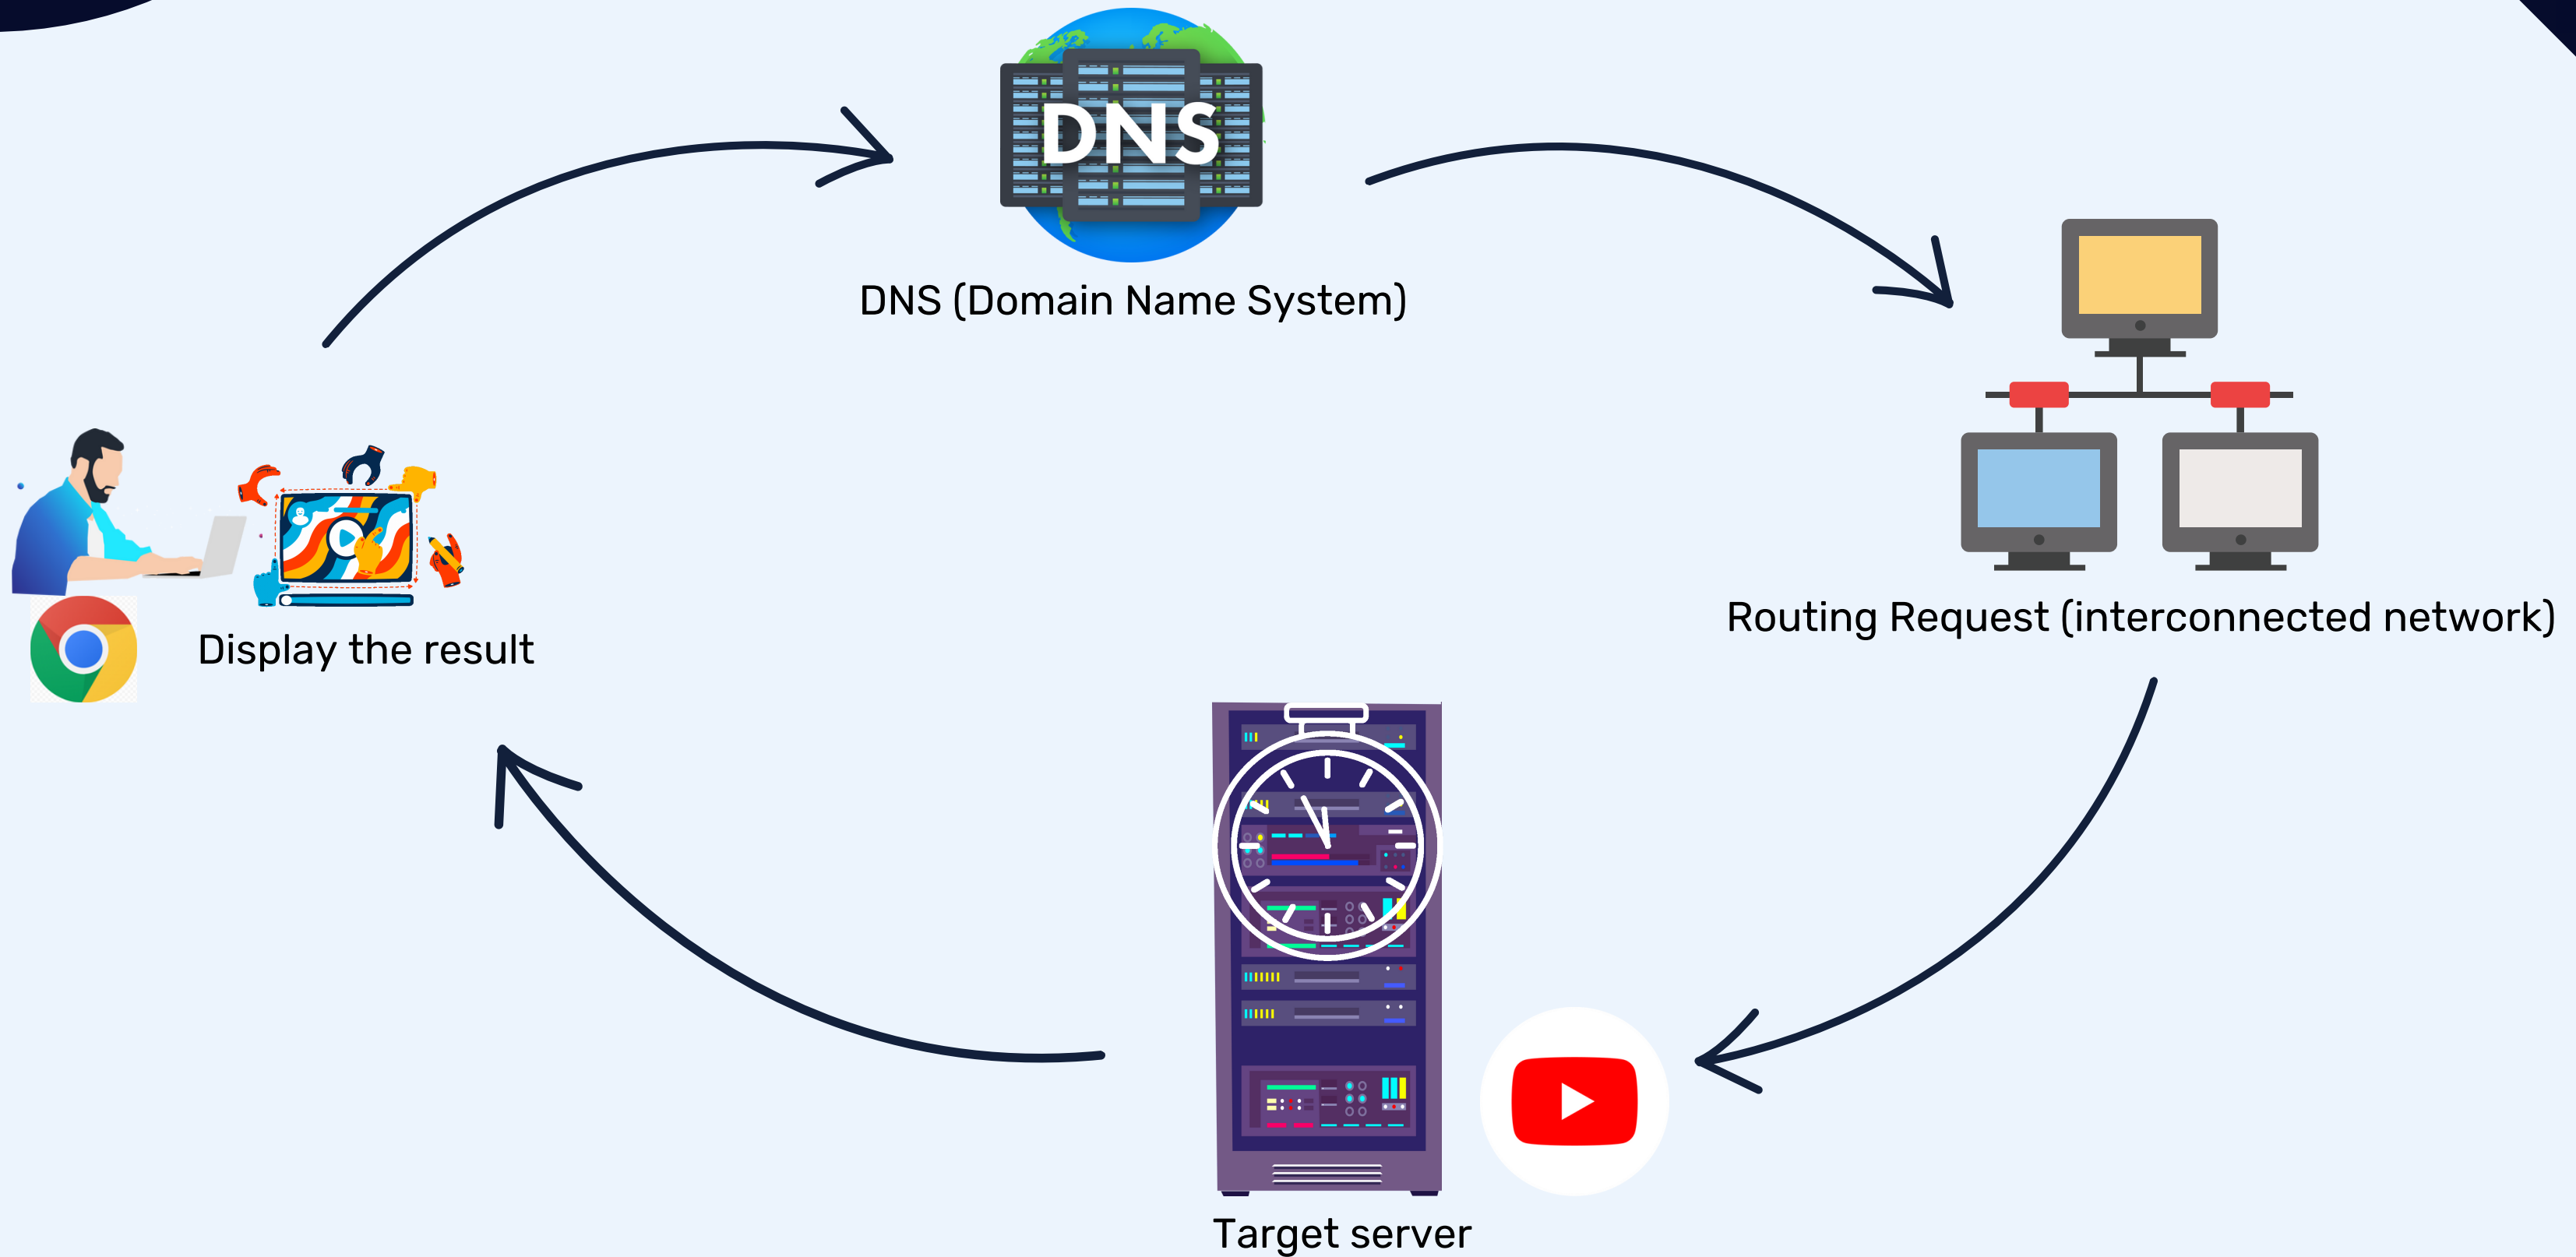 DNS
DNS (Domain Name System)
Routing Request (interconnected network)
Display the result
Target server